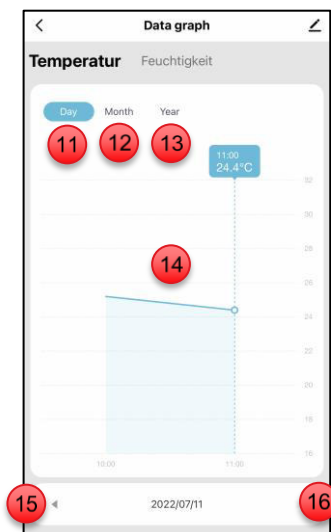 Data graph
Temperatur Feuchtigkeit
Day Month Year
11 12 13
11:00
24.4°C
32
30
28
14
26
24
22
20
18
16
10:00 11:00
15 2022/07/11 16